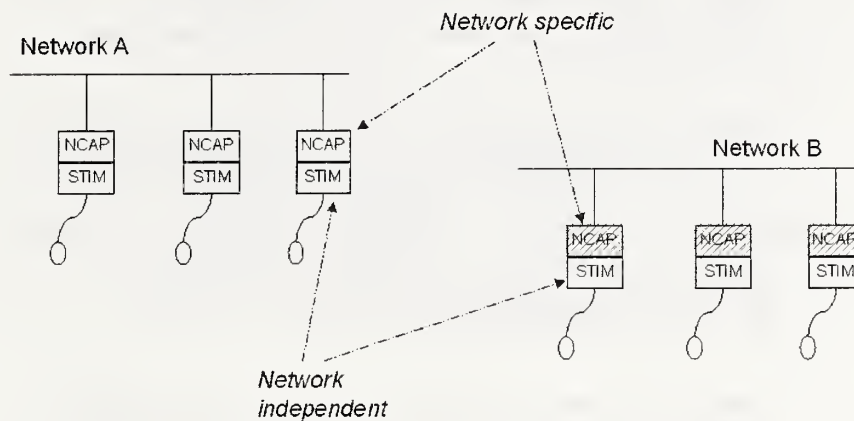 Network specific
Network A
NCAP
NCAP
NCAP
STIM
STIM
STIM
Network B
NCAP
NCAP
NCAP
STIM
STIM
STIM
Network
independent